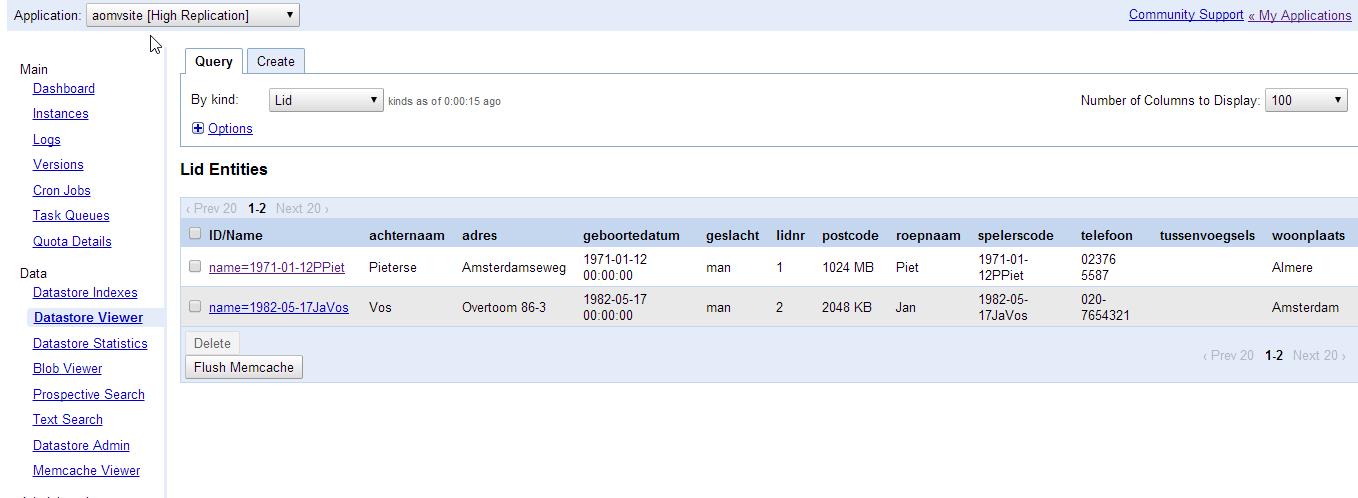 Application: aomvsite [High Replication] Community Support « My Applications
Main
Dashboard
Instances
Logs
Versions
Cron Jobs
Task Queues
Quota Details
Data
Datastore Indexes
Datastore Viewer
Datastore Statistics
Blob Viewer
Prospective Search
Text Search
Datastore Admin
Memcache Viewer
Query Create
By kind: Lid kinds as of 0:00:15 ago Number of Columns to Display: 100
Options
Lid Entities
‹ Prev 20 1-2 Next 20 ›
ID/Name achternaam adres geboortedatum geslacht lidnr postcode roepnaam spelerscode telefoon tussenvoegsels woonplaats
name=1971-01-12PPiet Pieterse Amsterdamseweg 1971-01-12 00:00:00 man 1 1024 MB Piet 1971-01-12PPiet 02376 5587 Almere
name=1982-05-17JaVos Vos Overtoom 86-3 1982-05-17 00:00:00 man 2 2048 KB Jan 1982-05-17JaVos 020-7654321 Amsterdam
Delete
Flush Memcache
‹ Prev 20 1-2 Next 20 ›